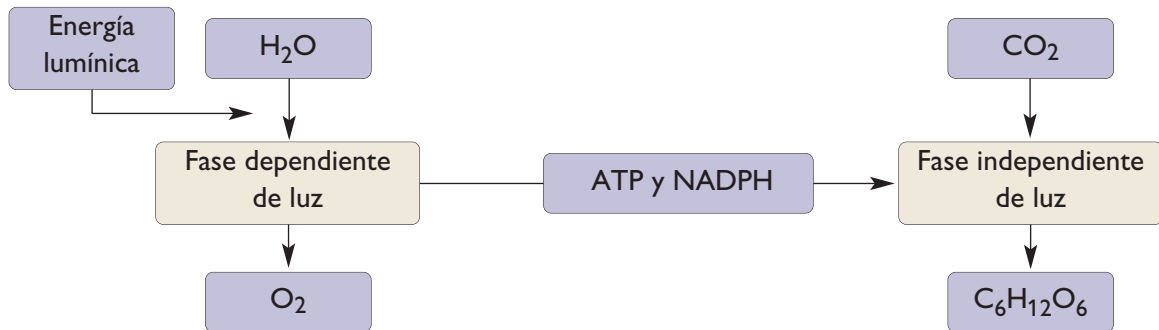 Energía
lumínica
H₂O
CO₂
Fase dependiente
de luz
ATP y NADPH
Fase independiente
de luz
O₂
C₆H₁₂O₆